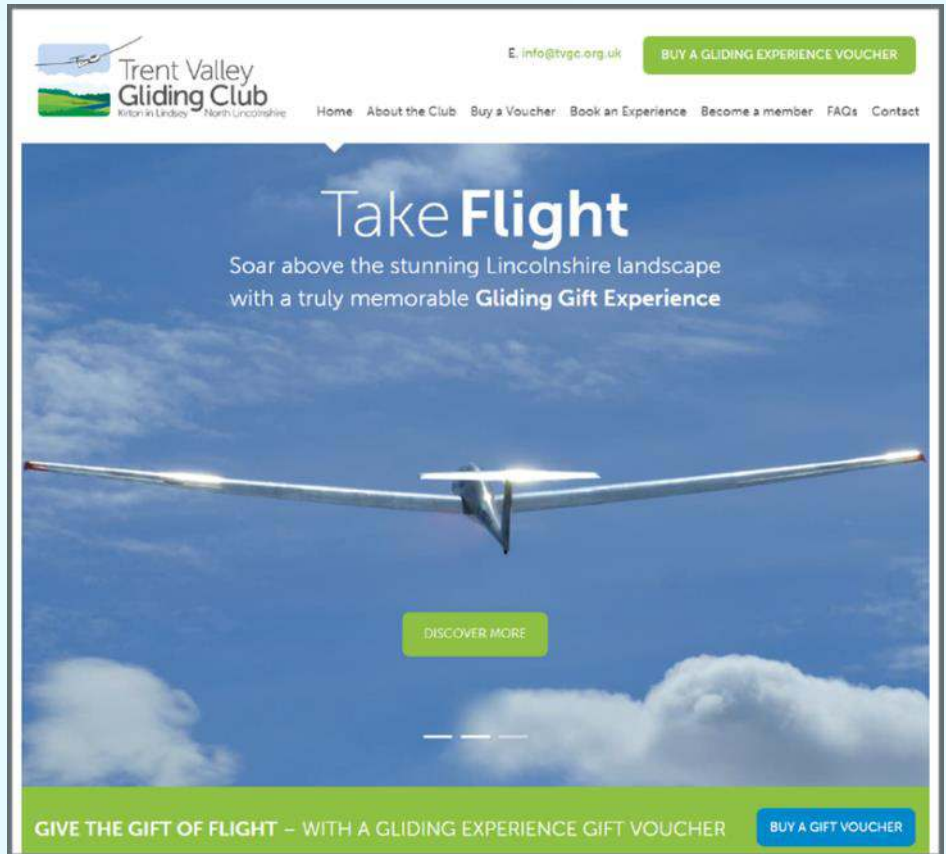 E. info@tvgc.org.uk
BUY A GLIDING EXPERIENCE VOUCHER
Trent Valley
Gliding Club
Kirton in Lindsey North Lincolnshire
Home About the Club Buy a Voucher Book an Experience Become a member FAQs Contact
Take Flight
Soar above the stunning Lincolnshire landscape
with a truly memorable Gliding Gift Experience
DISCOVER MORE
GIVE THE GIFT OF FLIGHT – WITH A GLIDING EXPERIENCE GIFT VOUCHER
BUY A GIFT VOUCHER